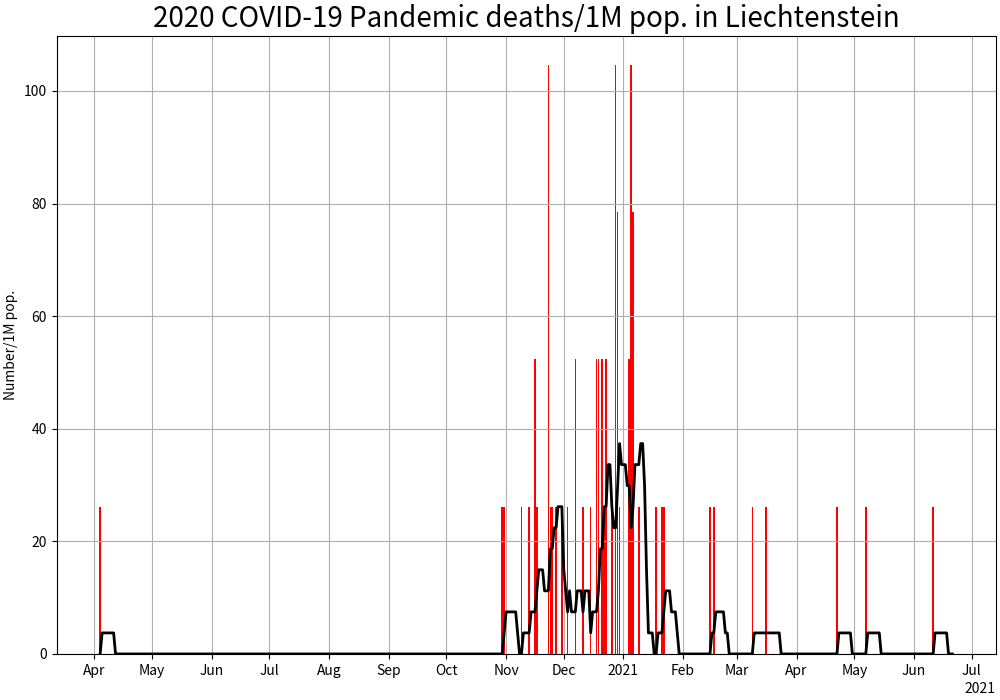 2020 COVID-19 Pandemic deaths/1M pop. in Liechtenstein
Number/1M pop.
100
80
60
40
20
0
Apr May Jun Jul Aug Sep Oct Nov Dec 2021 Feb Mar Apr May Jun Jul
2021